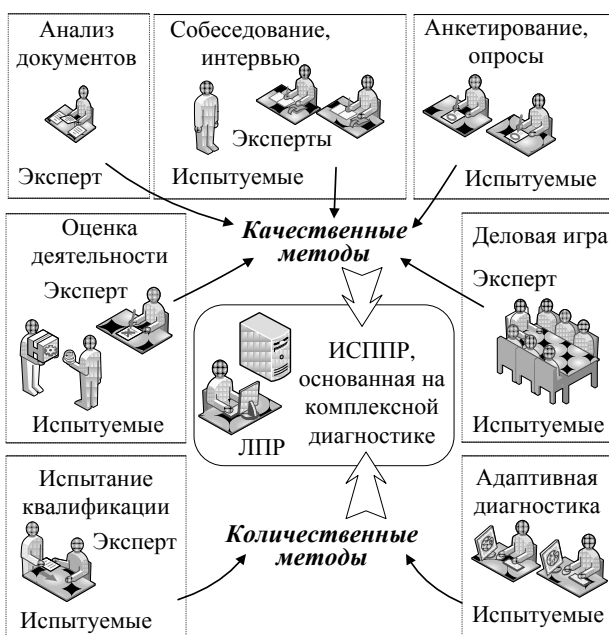 Анализ
документов
Эксперт
Собеседование,
интервью
Эксперты
Испытуемые
Анкетирование,
опросы
Испытуемые
Качественные
методы
Оценка
деятельности
Эксперт
Испытуемые
Деловая игра
Эксперт
Испытуемые
ИСППР,
основанная на
комплексной
диагностике
ЛПР
Испытание
квалификации
Эксперт
Испытуемые
Количественные
методы
Адаптивная
диагностика
Испытуемые